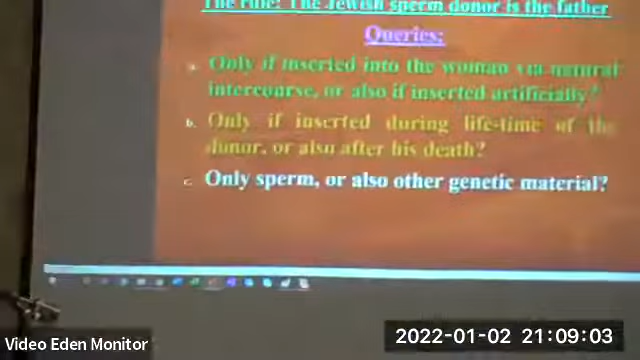 The rule: The Jewish sperm donor is the father
Queries:
a. Only if inserted into the woman via natural
intercourse, or also if inserted artificially?
b. Only if inserted during life-time of the
donor, or also after his death?
c. Only sperm, or also other genetic material?
Video Eden Monitor
2022-01-02 21:09:03